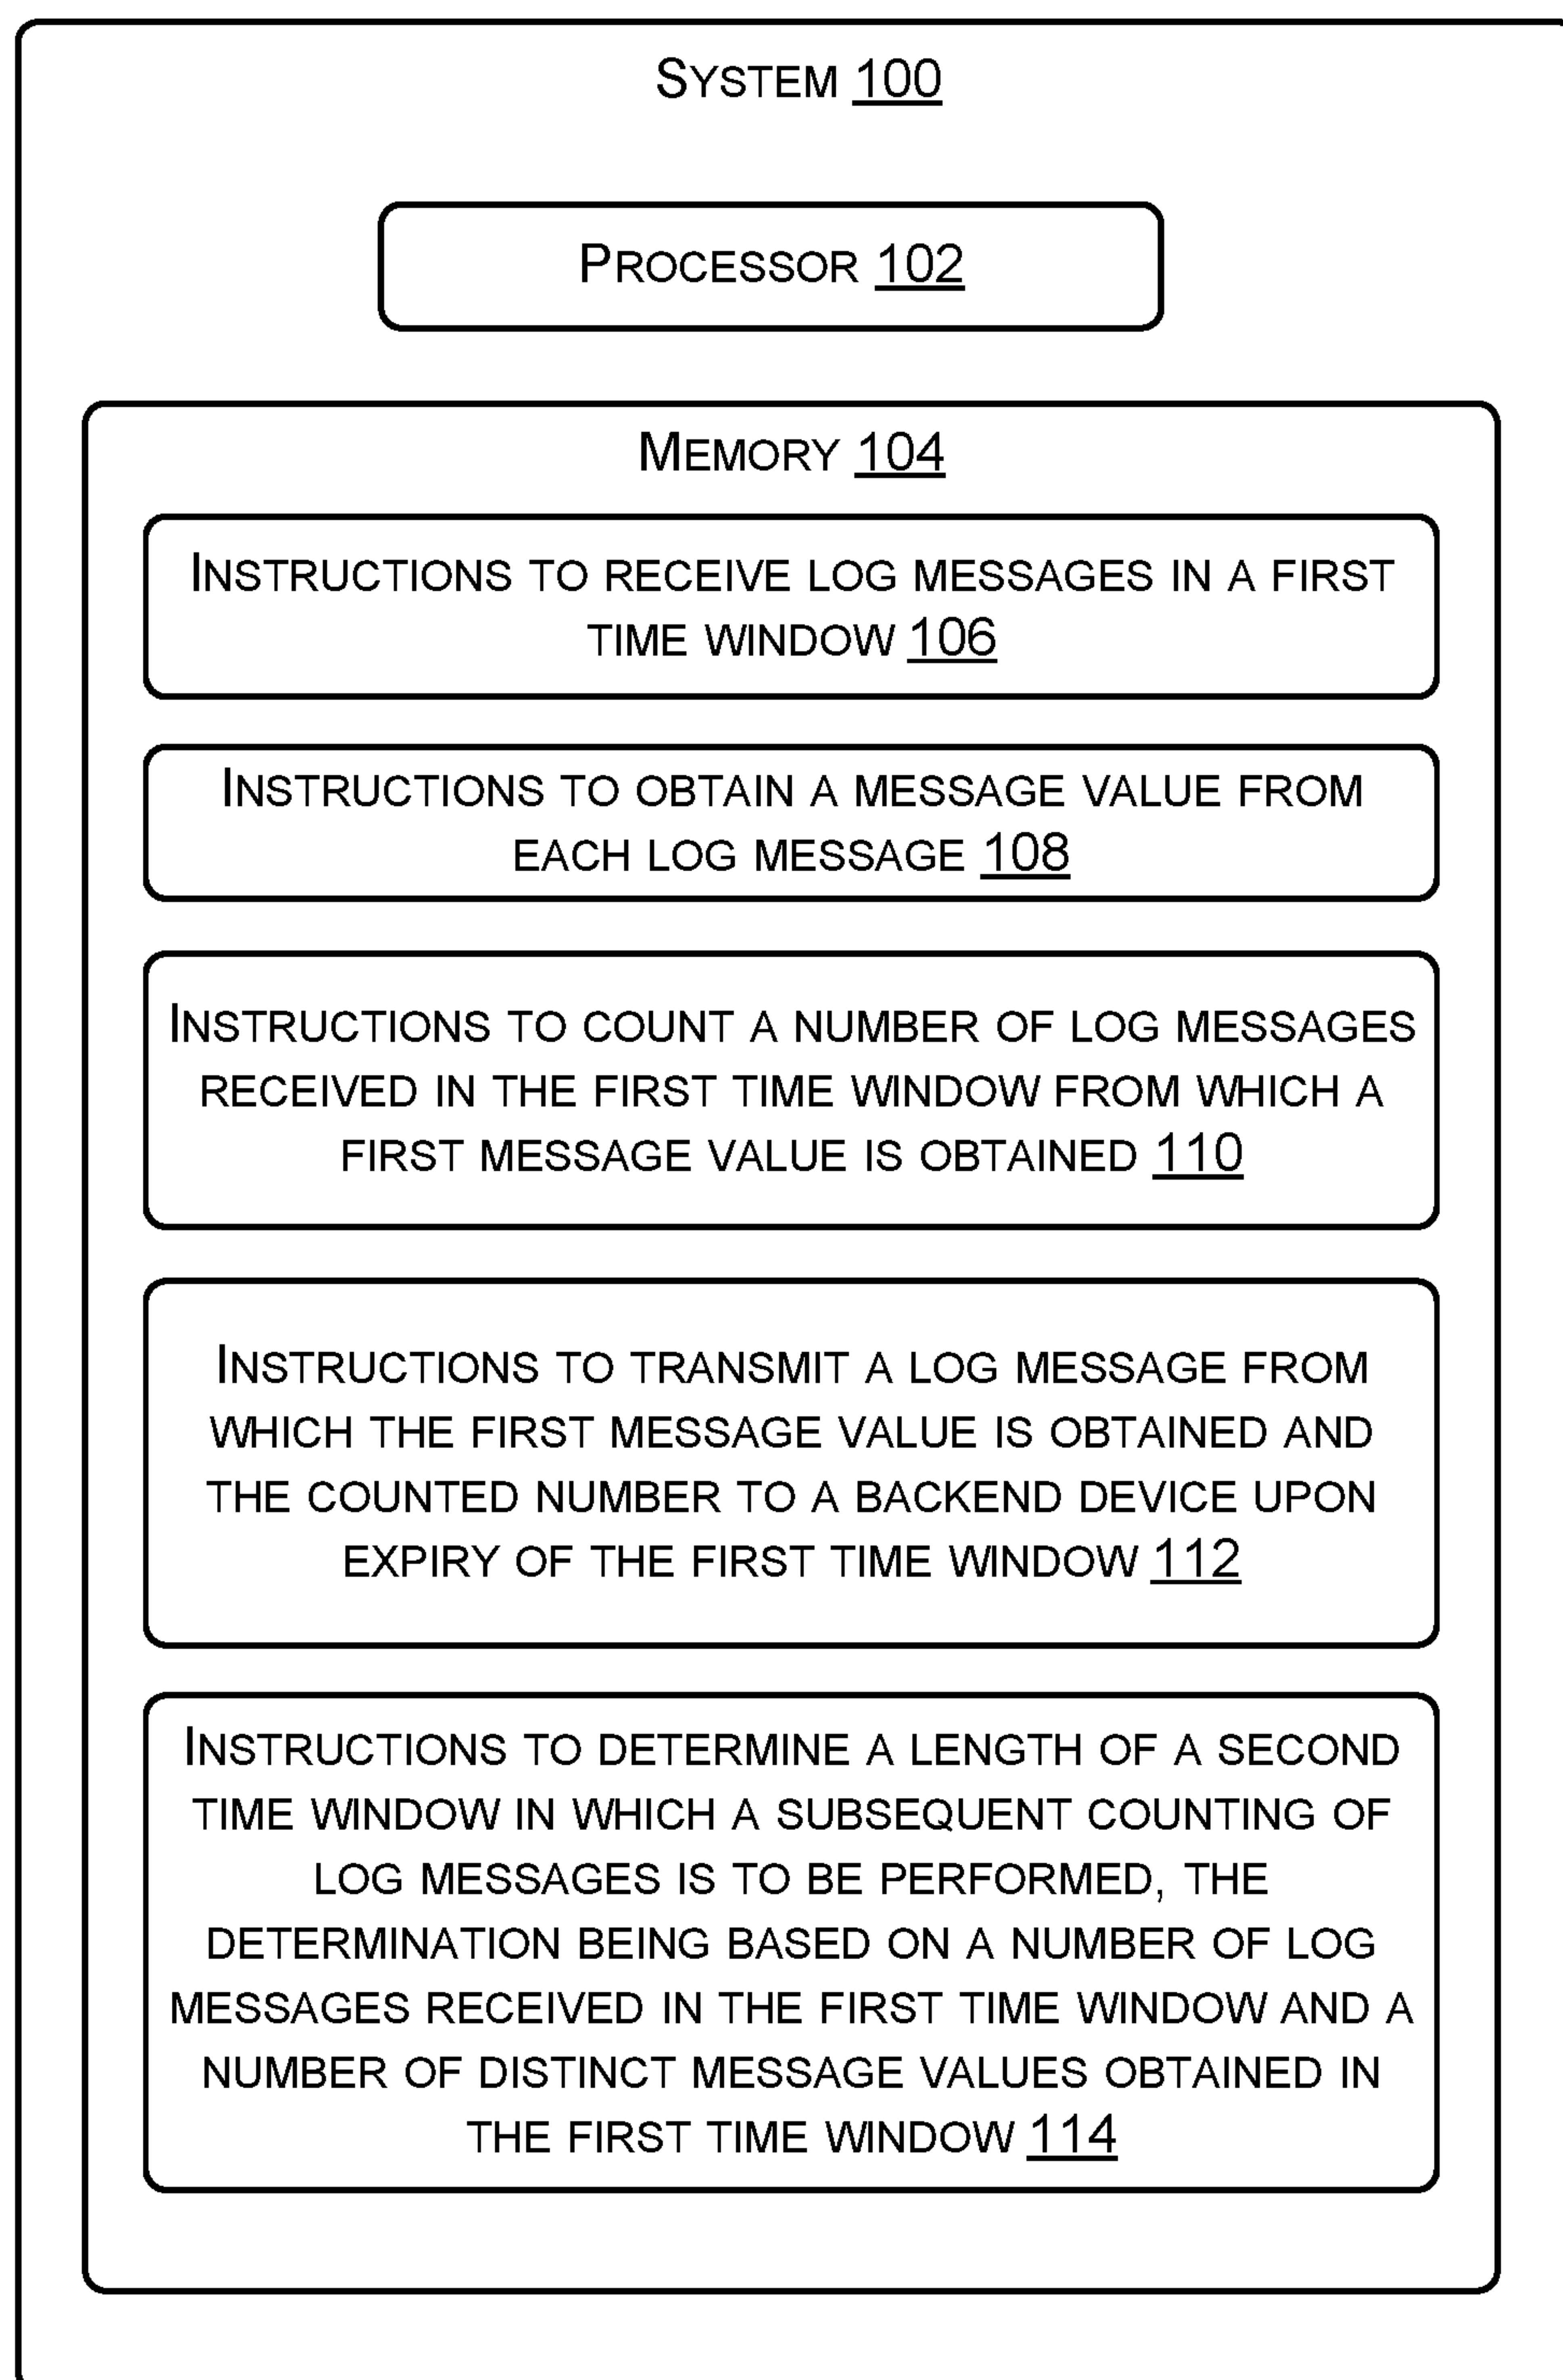 SYSTEM 100
PROCESSOR 102
MEMORY 104
INSTRUCTIONS TO RECEIVE LOG MESSAGES IN A FIRST
TIME WINDOW 106
INSTRUCTIONS TO OBTAIN A MESSAGE VALUE FROM
EACH LOG MESSAGE 108
INSTRUCTIONS TO COUNT A NUMBER OF LOG MESSAGES
RECEIVED IN THE FIRST TIME WINDOW FROM WHICH A
FIRST MESSAGE VALUE IS OBTAINED 110
INSTRUCTIONS TO TRANSMIT A LOG MESSAGE FROM
WHICH THE FIRST MESSAGE VALUE IS OBTAINED AND
THE COUNTED NUMBER TO A BACKEND DEVICE UPON
EXPIRY OF THE FIRST TIME WINDOW 112
INSTRUCTIONS TO DETERMINE A LENGTH OF A SECOND
TIME WINDOW IN WHICH A SUBSEQUENT COUNTING OF
LOG MESSAGES IS TO BE PERFORMED, THE
DETERMINATION BEING BASED ON A NUMBER OF LOG
MESSAGES RECEIVED IN THE FIRST TIME WINDOW AND A
NUMBER OF DISTINCT MESSAGE VALUES OBTAINED IN
THE FIRST TIME WINDOW 114